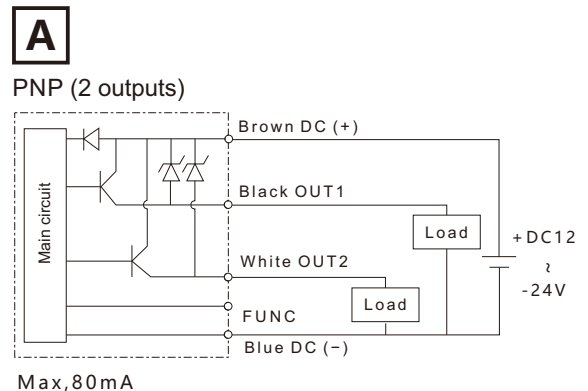 A
PNP (2 outputs)
Main circuit
Brown DC (+)
Black OUT1
Load
+DC12
~
-24V
White OUT2
Load
FUNC
Blue DC (−)
Max,80mA